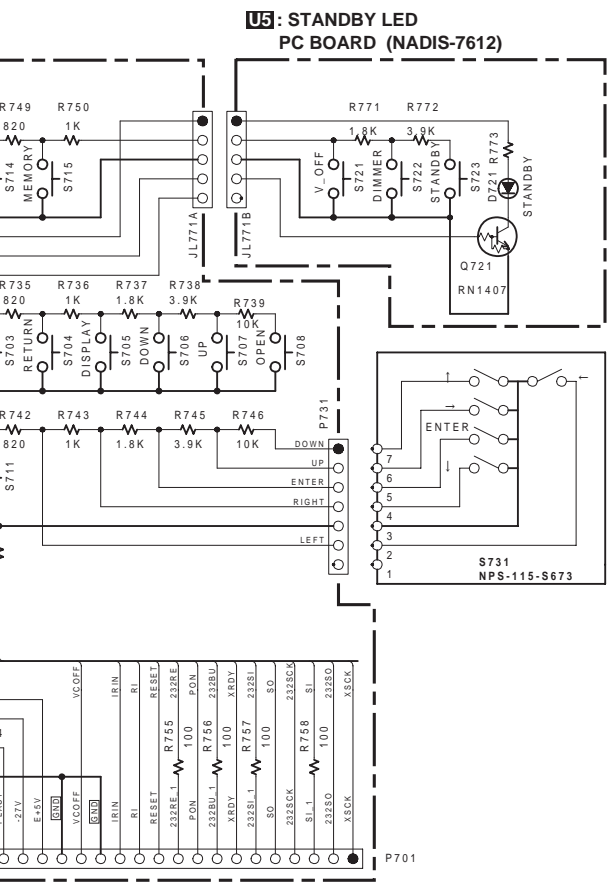 U5 : STANDBY LED
PC BOARD (NADIS-7612)
R749 R750
820 1K
S714
MEMORY
S715
JL771A
JL771B
R771 R772
1.8K 3.9K
V_OFF
S721
DIMMER
S722
STANDBY
S723
D721 R773
STANDBY
Q721
RN1407
R735 R736 R737 R738
820 1K 1.8K 3.9K
R739
10K
S703
RETURN
S704
DISPLAY
S705
DOWN
S706
UP
S707
OPEN
S708
R742 R743 R744 R745 R746
820 1K 1.8K 3.9K 10K
S711
P731
DOWN
UP
ENTER
RIGHT
LEFT
↑
←
→
ENTER
↓
7
6
5
4
3
2
1
S731
NPS-115-S673
VCOFF
IRIN
RI
RESET
232RE
PON
232BU
XRDY
232SI
SO
232SCK
SI
232SO
XSCK
R755 100
R756 100
R757 100
R758 100
-27V
E+5V
GND
VCOFF
GND
IRIN
RI
RESET
232RE_1
PON
232BU_1
XRDY
232SI_1
SO
232SCK
SI_1
232SO
XSCK
P701